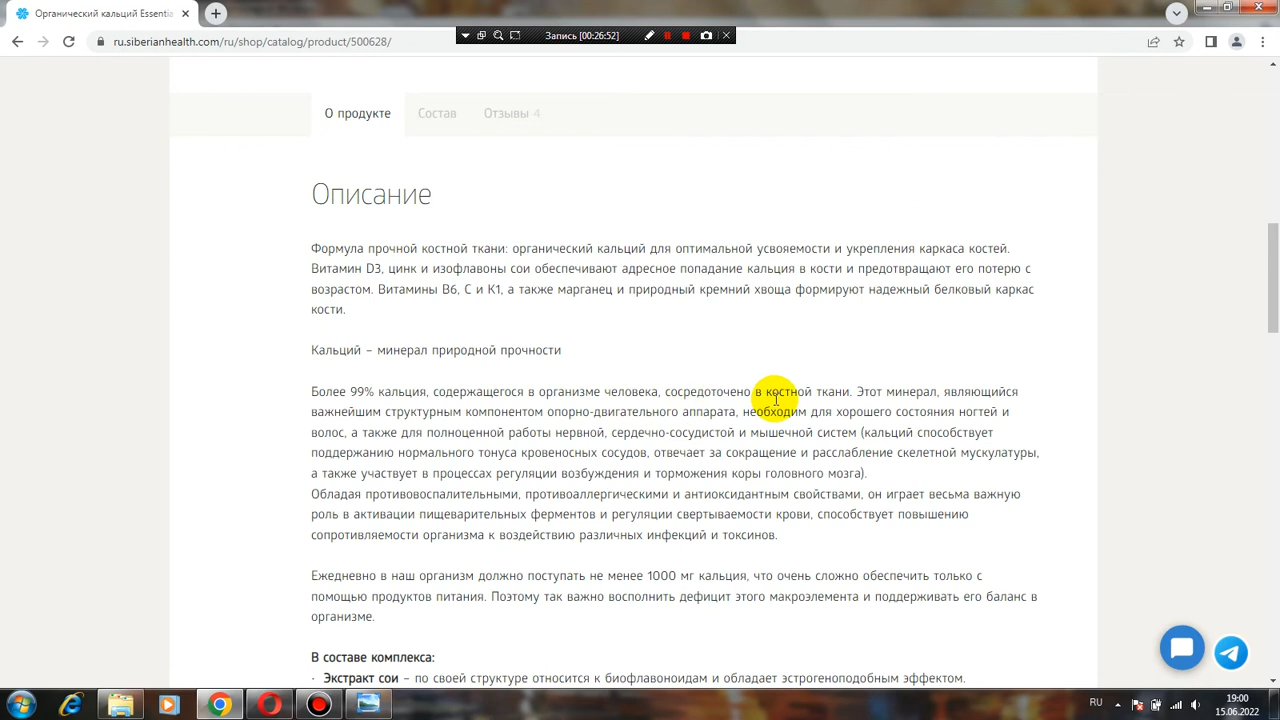 Органический кальций Essentia
ru.siberianhealth.com/ru/shop/catalog/product/500628/
Запись [00:26:52]
О продукте
Состав
Отзывы 4
Описание
Формула прочной костной ткани: органический кальций для оптимальной усвояемости и укрепления каркаса костей.
Витамин D3, цинк и изофлавоны сои обеспечивают адресное попадание кальция в кости и предотвращают его потерю с
возрастом. Витамины B6, C и K1, а также марганец и природный кремний хвоща формируют надежный белковый каркас
кости.
Кальций – минерал природной прочности
Более 99% кальция, содержащегося в организме человека, сосредоточено в костной ткани. Этот минерал, являющийся
важнейшим структурным компонентом опорно-двигательного аппарата, необходим для хорошего состояния ногтей и
волос, а также для полноценной работы нервной, сердечно-сосудистой и мышечной систем (кальций способствует
поддержанию нормального тонуса кровеносных сосудов, отвечает за сокращение и расслабление скелетной мускулатуры,
а также участвует в процессах регуляции возбуждения и торможения коры головного мозга).
Обладая противовоспалительными, противоаллергическими и антиоксидантным свойствами, он играет весьма важную
роль в активации пищеварительных ферментов и регуляции свертываемости крови, способствует повышению
сопротивляемости организма к воздействию различных инфекций и токсинов.
Ежедневно в наш организм должно поступать не менее 1000 мг кальция, что очень сложно обеспечить только с
помощью продуктов питания. Поэтому так важно восполнить дефицит этого макроэлемента и поддерживать его баланс в
организме.
В составе комплекса:
· Экстракт сои – по своей структуре относится к биофлавоноидам и обладает эстрогеноподобным эффектом.
RU
19:00
15.06.2022